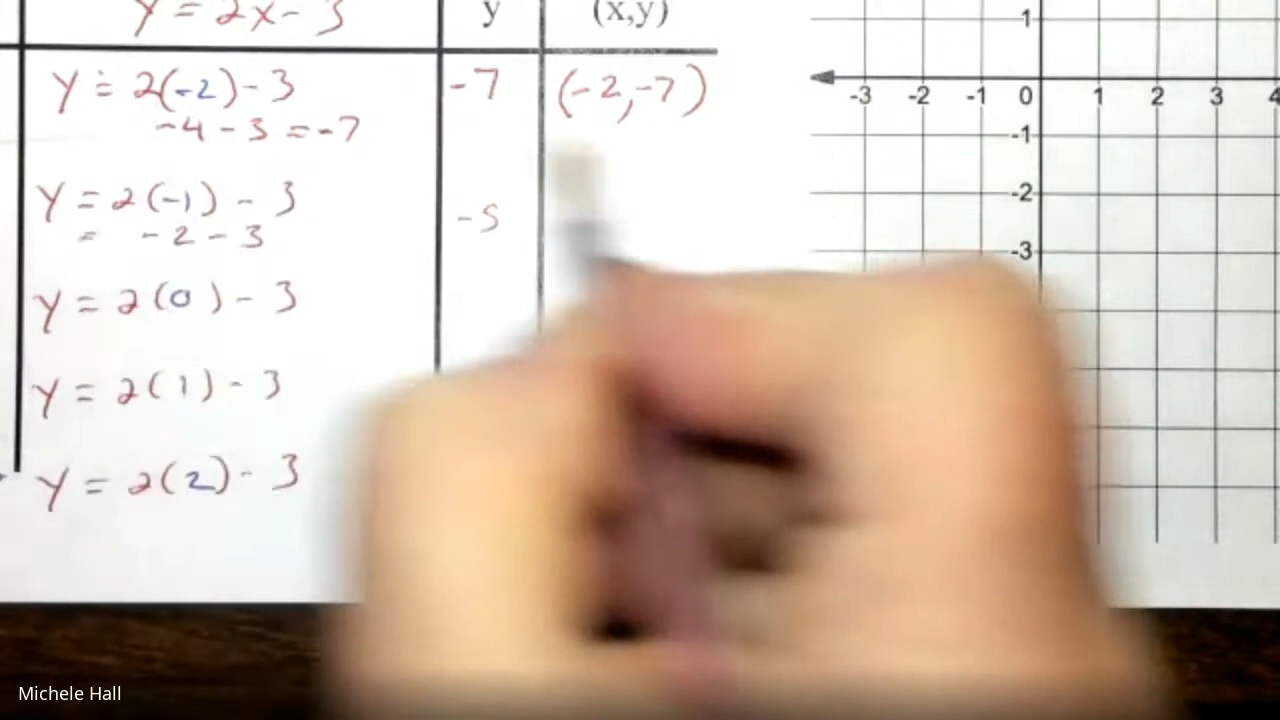 y = 2x - 3 y (x,y)
y = 2(-2) - 3 -7 (-2,-7)
-4 - 3 = -7
y = 2(-1) - 3 -5
= -2 - 3
y = 2(0) - 3
y = 2(1) - 3
y = 2(2) - 3
1
-3 -2 -1 0 1 2 3 4
-1
-2
-3
Michele Hall